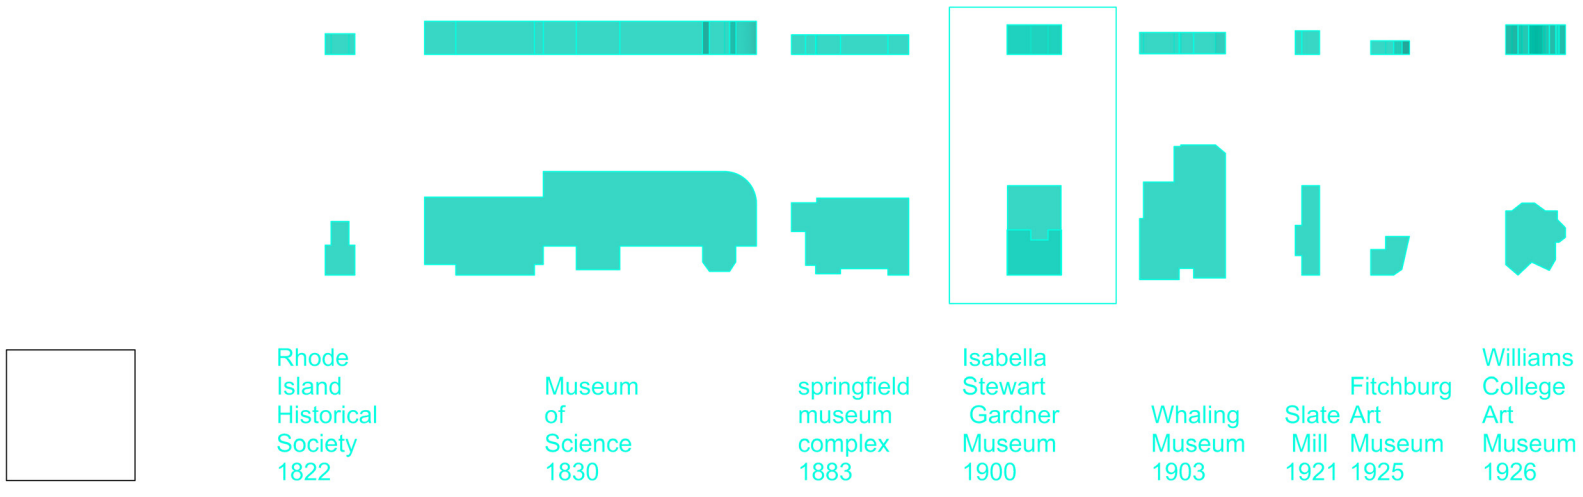 Rhode
Island
Historical
Society
1822
Museum
of
Science
1830
springfield
museum
complex
1883
Isabella
Stewart
Gardner
Museum
1900
Whaling
Museum
1903
Slate
Mill
1921
Fitchburg
Art
Museum
1925
Williams
College
Art
Museum
1926